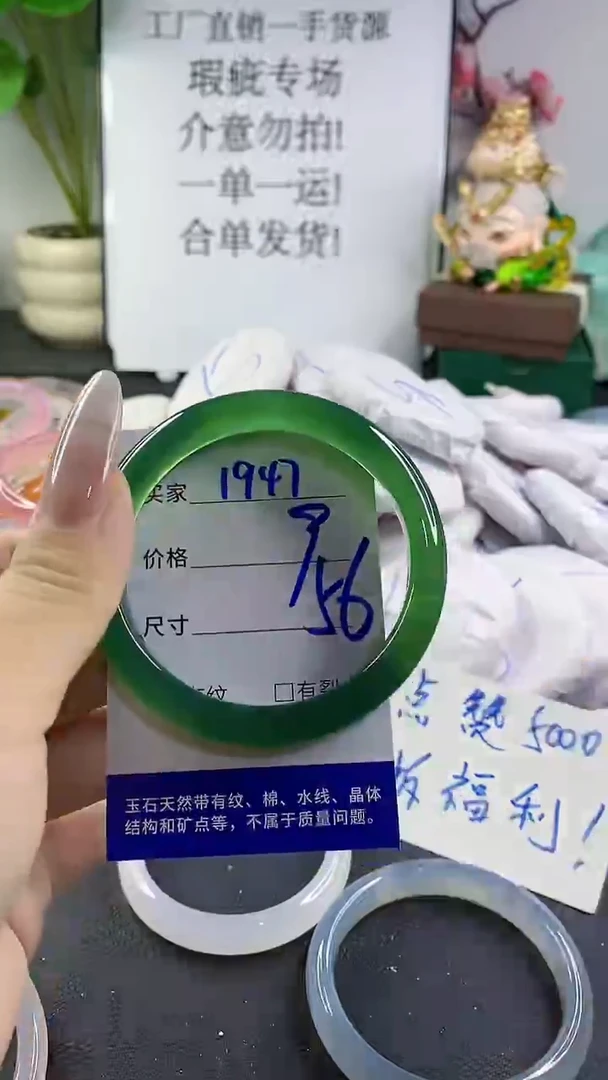 工厂直销一手货源
瑕疵专场
介意勿拍!
一单一运!
合单发货!
买家 1947
价格 9
尺寸 56
纹 □有裂
玉石天然带有纹、棉、水线、晶体
结构和矿点等，不属于质量问题。
点赞5000
福利!